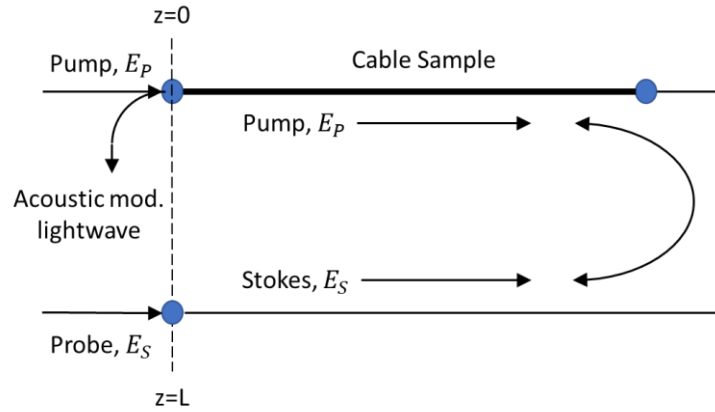 z=0
Pump, E_P
Cable Sample
Pump, E_P
Acoustic mod.
lightwave
Stokes, E_S
Probe, E_S
z=L